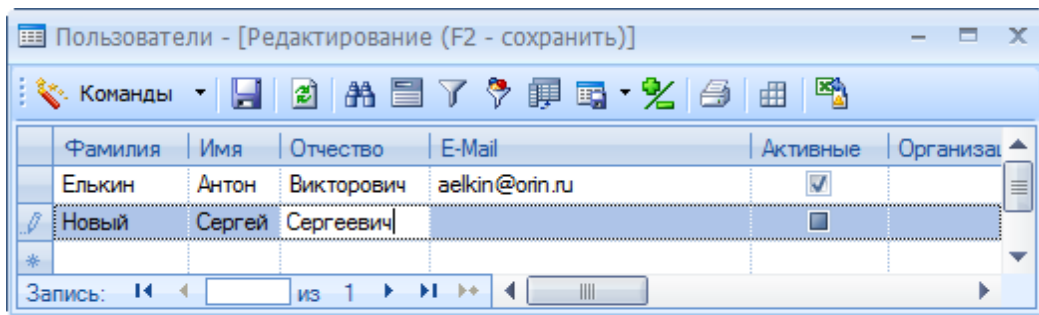 Пользователи - [Редактирование (F2 - сохранить)]
Команды
Фамилия Имя Отчество E-Mail Активные Организац
Елькин Антон Викторович aelkin@orin.ru
Новый Сергей Сергеевич
Запись: из 1